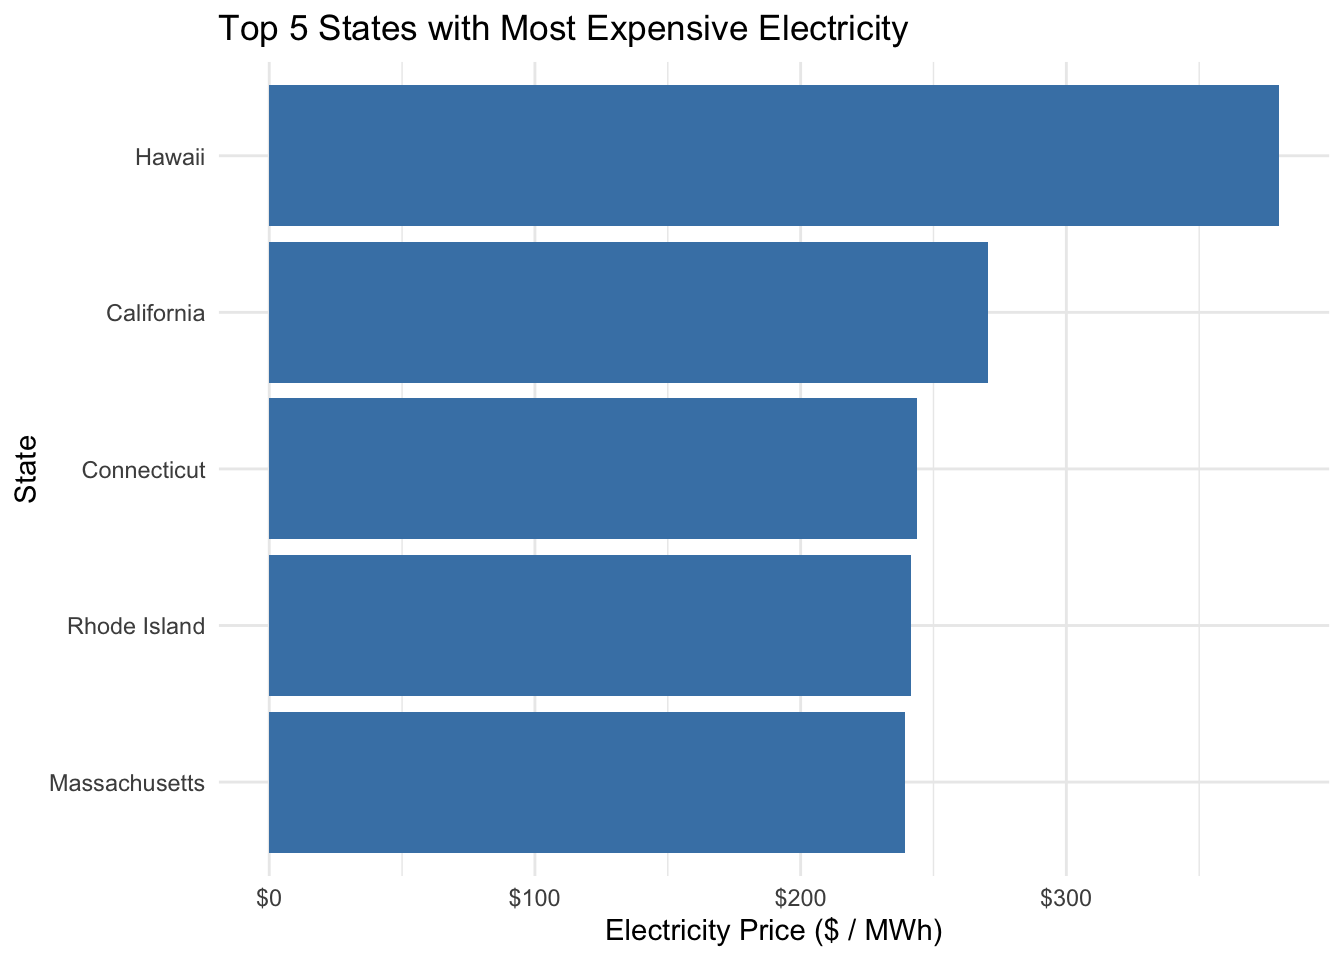 Top 5 States with Most Expensive Electricity
Hawaii
California
Connecticut
Rhode Island
Massachusetts
State
$0 $100 $200 $300
Electricity Price ($ / MWh)